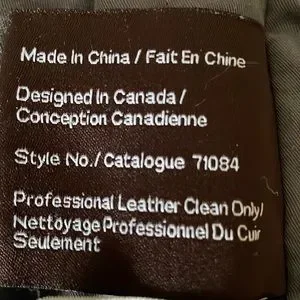 Made In China / Fait En Chine
Designed In Canada /
Conception Canadienne
Style No./Catalogue 71084
Professional Leather Clean Only/
Nettoyage Professionnel Du Cuir
Seulement